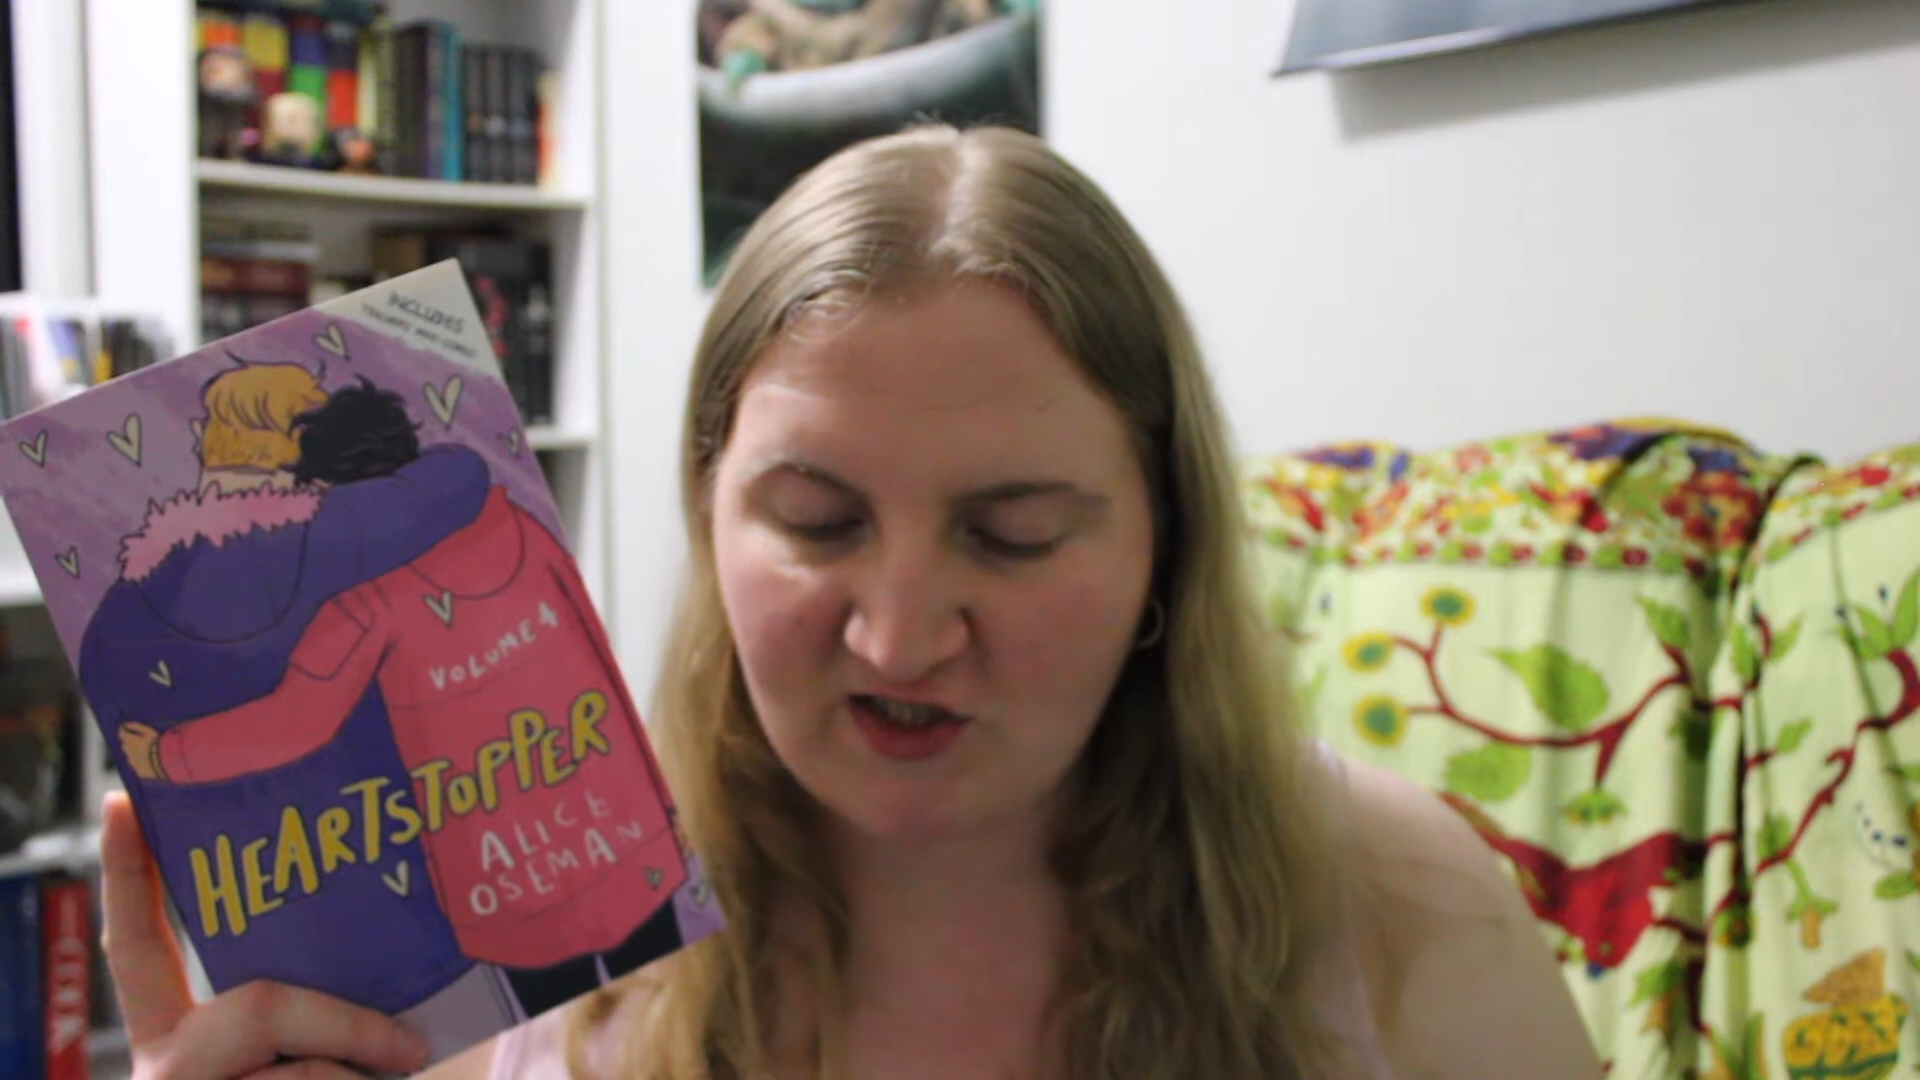 INCLUDES
VOLUME 4
HEARTSTOPPER
ALICE
OSEMAN